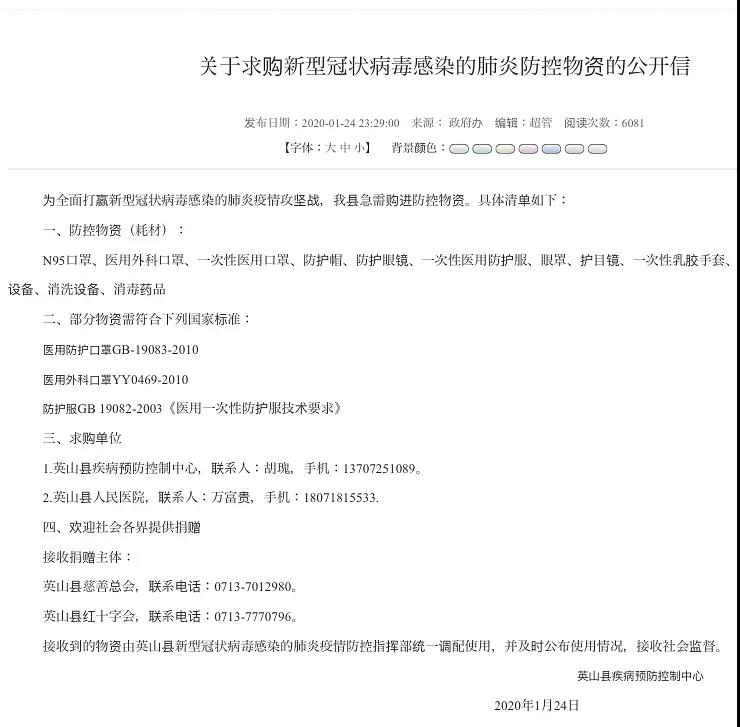 关于求购新型冠状病毒感染的肺炎防控物资的公开信
发布日期：2020-01-24 23:29:00 来源： 政府办 编辑：超管 阅读次数：6081
【字体：大 中 小】 背景颜色：
为全面打赢新型冠状病毒感染的肺炎疫情攻坚战，我县急需购进防控物资。具体清单如下：
一、防控物资（耗材）：
N95口罩、医用外科口罩、一次性医用口罩、防护帽、防护眼镜、一次性医用防护服、眼罩、护目镜、一次性乳胶手套、
设备、消洗设备、消毒药品
二、部分物资需符合下列国家标准：
医用防护口罩GB-19083-2010
医用外科口罩YY0469-2010
防护服GB 19082-2003《医用一次性防护服技术要求》
三、求购单位
1.英山县疾病预防控制中心，联系人：胡瑰，手机：13707251089。
2.英山县人民医院，联系人：万富贵，手机：18071815533.
四、欢迎社会各界提供捐赠
接收捐赠主体：
英山县慈善总会，联系电话：0713-7012980。
英山县红十字会，联系电话：0713-7770796。
接收到的物资由英山县新型冠状病毒感染的肺炎疫情防控指挥部统一调配使用，并及时公布使用情况，接收社会监督。
英山县疾病预防控制中心
2020年1月24日